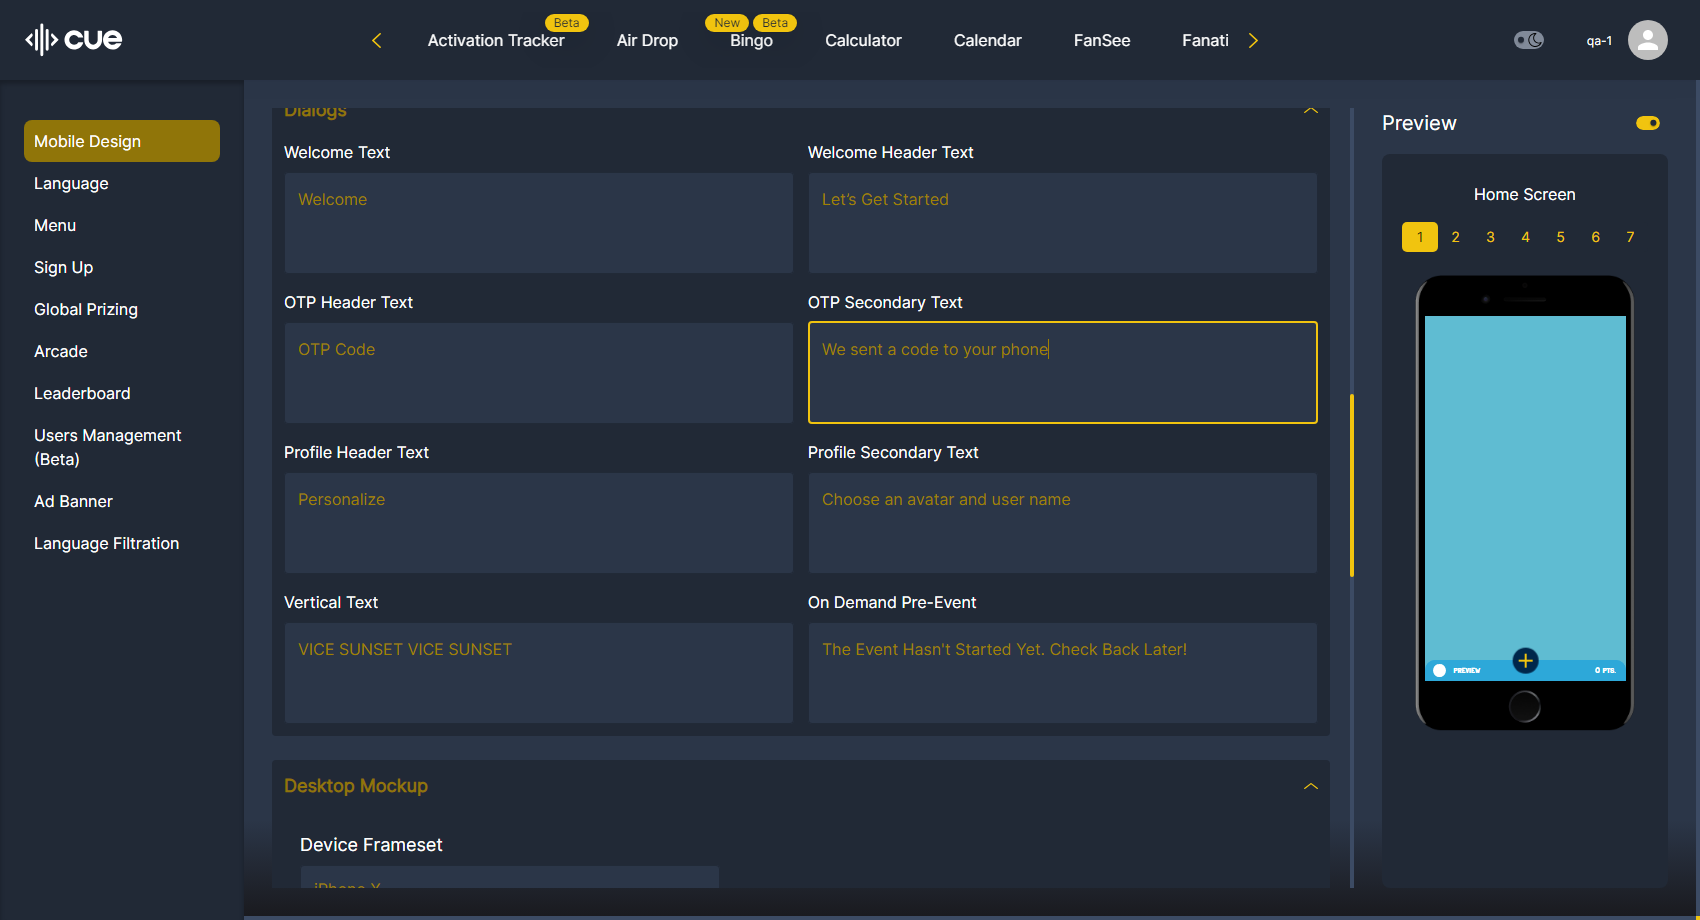 cue
Activation Tracker
Beta
Air Drop
New
Beta
Bingo
Calculator
Calendar
FanSee
Fanati
qa-1
Mobile Design
Language
Menu
Sign Up
Global Prizing
Arcade
Leaderboard
Users Management
(Beta)
Ad Banner
Language Filtration
Dialogs
Welcome Text
Welcome
Welcome Header Text
Let’s Get Started
OTP Header Text
OTP Code
OTP Secondary Text
We sent a code to your phone
Profile Header Text
Personalize
Profile Secondary Text
Choose an avatar and user name
Vertical Text
VICE SUNSET VICE SUNSET
On Demand Pre-Event
The Event Hasn't Started Yet. Check Back Later!
Desktop Mockup
Device Frameset
iPhone X
Preview
Home Screen
1 2 3 4 5 6 7
PREVIEW
0 PTS.